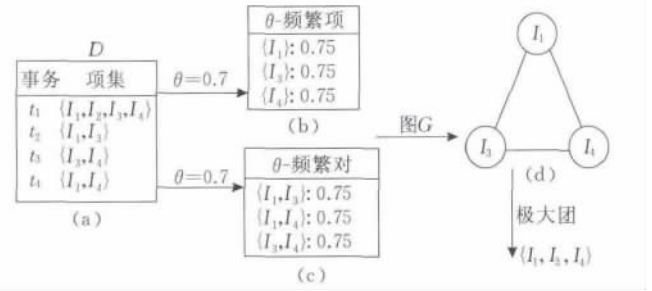 D
事务 项集
t₁ {I₁,I₂,I₃,I₄}
t₂ {I₁,I₃}
t₃ {I₃,I₄}
t₄ {I₁,I₄}
(a)
θ=0.7
θ=0.7
θ-频繁项
{I₁}: 0.75
{I₃}: 0.75
{I₄}: 0.75
(b)
θ-频繁对
{I₁,I₃}: 0.75
{I₁,I₄}: 0.75
{I₃,I₄}: 0.75
(c)
图G
I₁
I₃
I₄
(d)
极大团
{I₁, I₃, I₄}